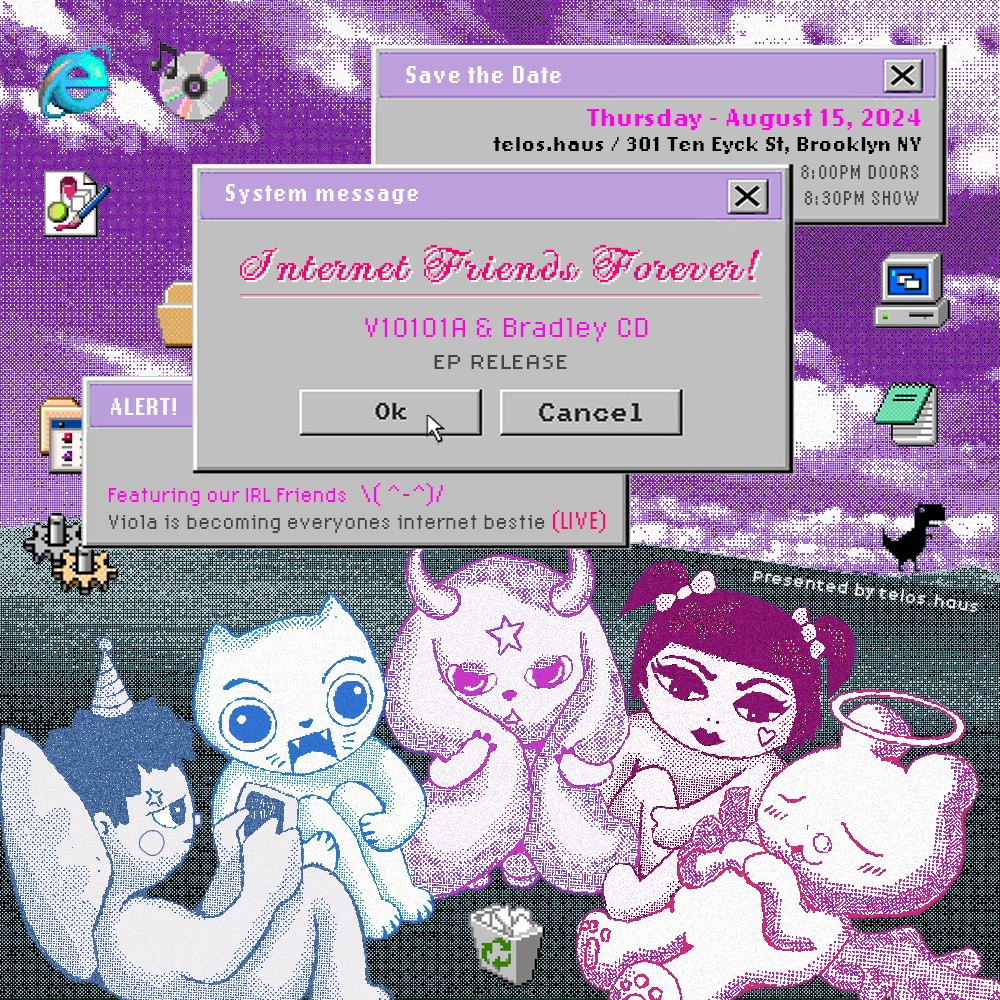 Save the Date
Thursday - August 15, 2024
telos.haus / 301 Ten Eyck St, Brooklyn NY
8:00PM DOORS
8:30PM SHOW
System message
Internet Friends Forever!
V10101A & Bradley CD
EP RELEASE
Ok
Cancel
ALERT!
Featuring our IRL Friends \( ^-^)/
Viola is becoming everyones internet bestie (LIVE)
Presented by telos.haus